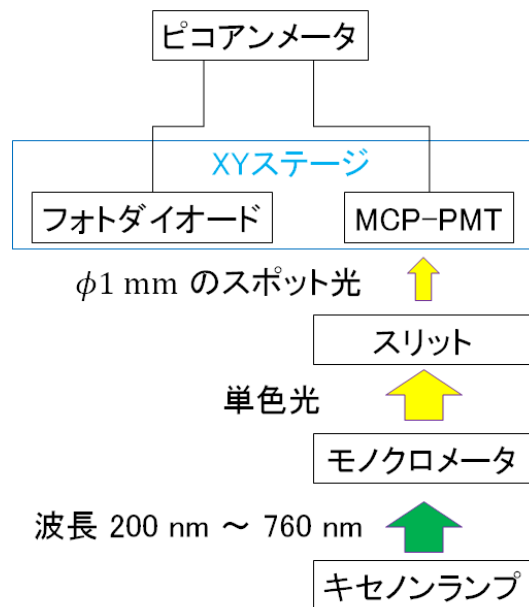 ピコアンメータ
XYステージ
フォトダイオード
MCP-PMT
ϕ1 mm のスポット光
スリット
単色光
モノクロメータ
波長 200 nm ～ 760 nm
キセノンランプ